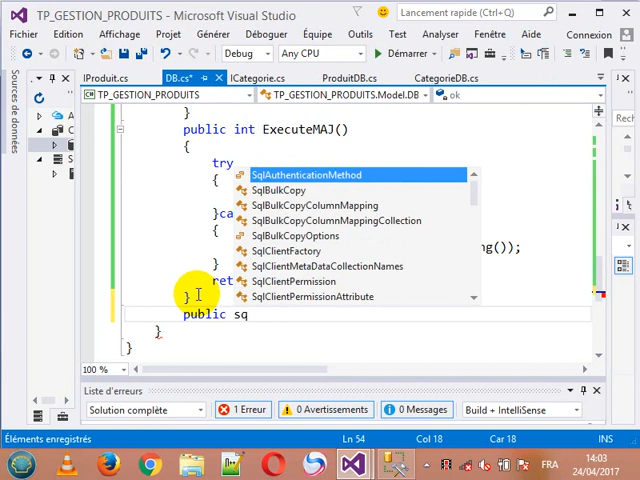 TP_GESTION_PRODUITS - Microsoft Visual Studio
Lancement rapide (Ctrl+Q)
Fichier Edition Affichage Projet Générer Déboguer Equipe Outils Test Analyser Fenêtre Aide Connexion
Debug Any CPU Démarrer
IProduit.cs DB.cs* ICategorie.cs ProduitDB.cs CategorieDB.cs
TP_GESTION_PRODUITS TP_GESTION_PRODUITS.Model.DB ok
Sources de données
Rech
}
public int ExecuteMAJ()
{
try
{
SqlAuthenticationMethod
SqlBulkCopy
SqlBulkCopyColumnMapping
}ca
SqlBulkCopyColumnMappingCollection
{
SqlBulkCopyOptions
SqlClientFactory
ng());
}
SqlClientMetaDataCollectionNames
ret
SqlClientPermission
}
SqlClientPermissionAttribute
public sq
}
}
100 %
Liste d'erreurs
Solution complète 1 Erreur 0 Avertissements 0 Messages Build + IntelliSense
Éléments enregistrés Ln 54 Col 18 Car 18 INS
FRA
14:03
24/04/2017